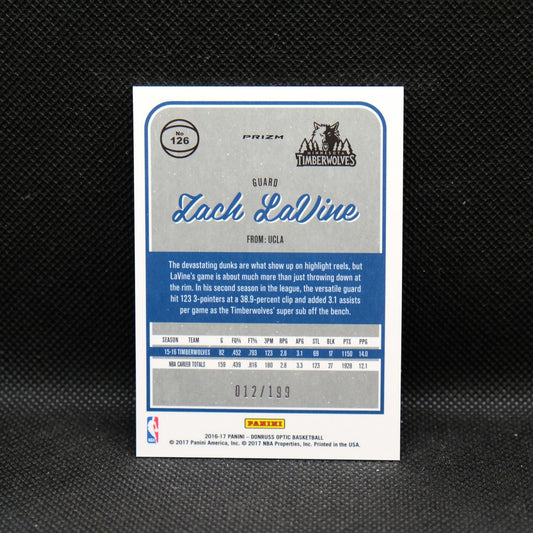 No
126
PRIZM
MINNESOTA
TIMBERWOLVES
GUARD
Zach LaVine
FROM: UCLA
The devastating dunks are what show up on highlight reels, but
LaVine's game is about much more than just throwing down at
the rim. In his second season in the league, the versatile guard
hit 123 3-pointers at a 38.9-percent clip and added 3.1 assists
per game as the Timberwolves' super sub off the bench.
SEASON TEAM G FG% FT% 3PM RPG APG STL BLK PTS PPG
15-16 TIMBERWOLVES 82 .452 .793 123 2.8 3.1 69 17 1150 14.0
NBA CAREER TOTALS 159 .439 .816 180 2.8 3.3 123 27 1928 12.1
012/199
NBA
PANINI
2016-17 PANINI – DONRUSS OPTIC BASKETBALL
© 2017 Panini America, Inc. © 2017 NBA Properties, Inc. Printed in the USA.